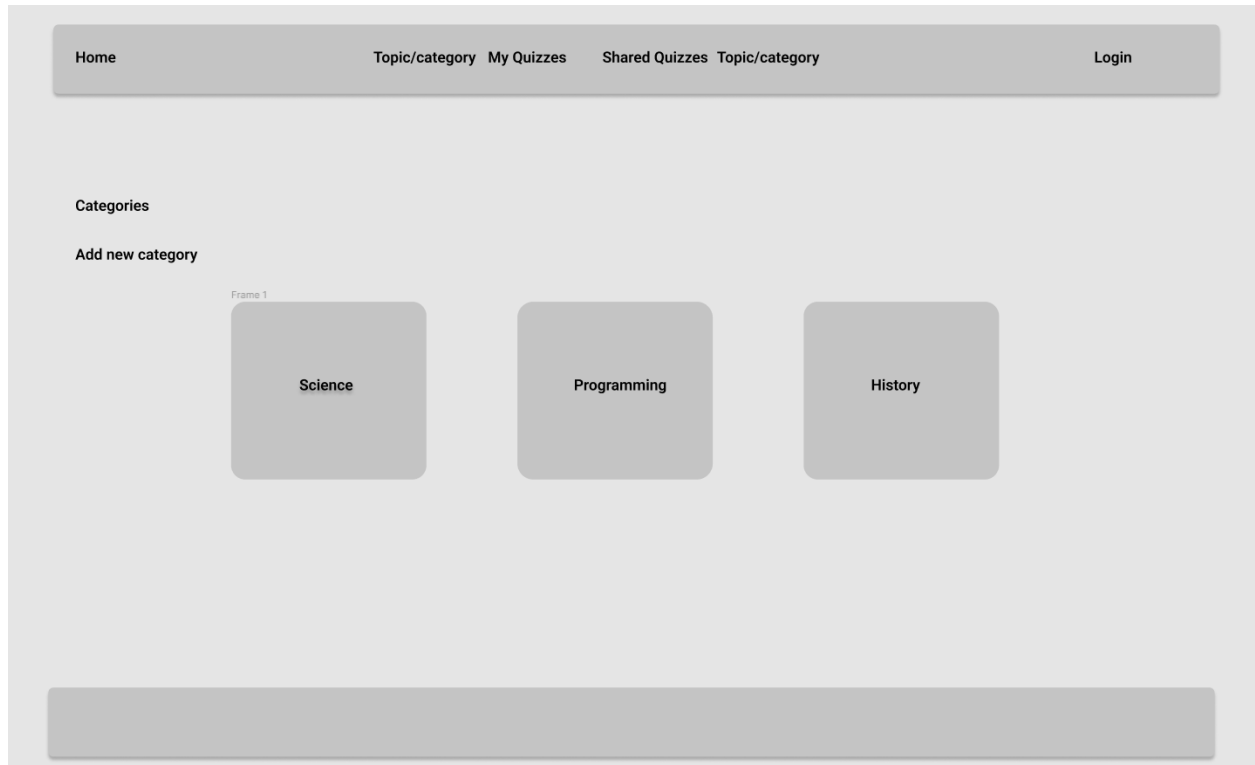 Home Topic/category My Quizzes Shared Quizzes Topic/category Login
Categories
Add new category
Frame 1
Science Programming History